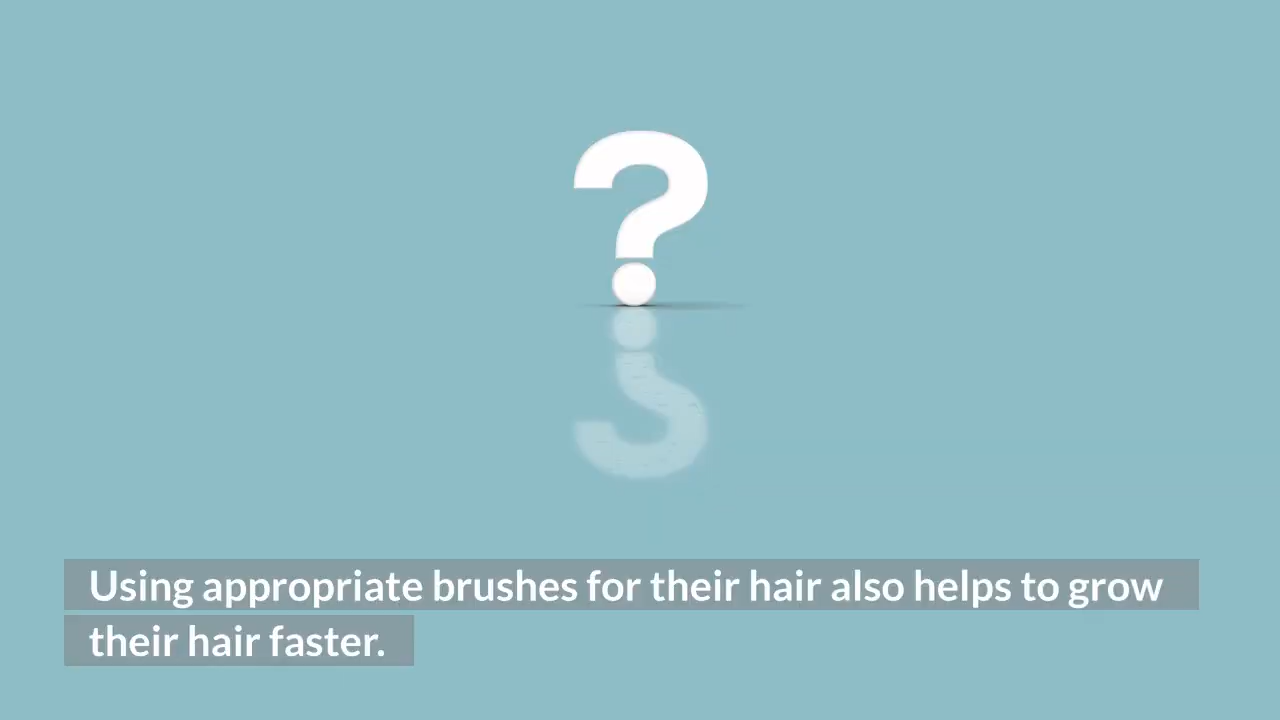 ?
Using appropriate brushes for their hair also helps to grow
their hair faster.